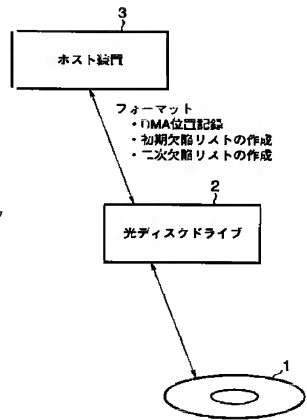 3
ホスト装置
フォーマット
・DMA位置記録
・初期欠陥リストの作成
・二次欠陥リストの作成
2
光ディスクドライブ
1